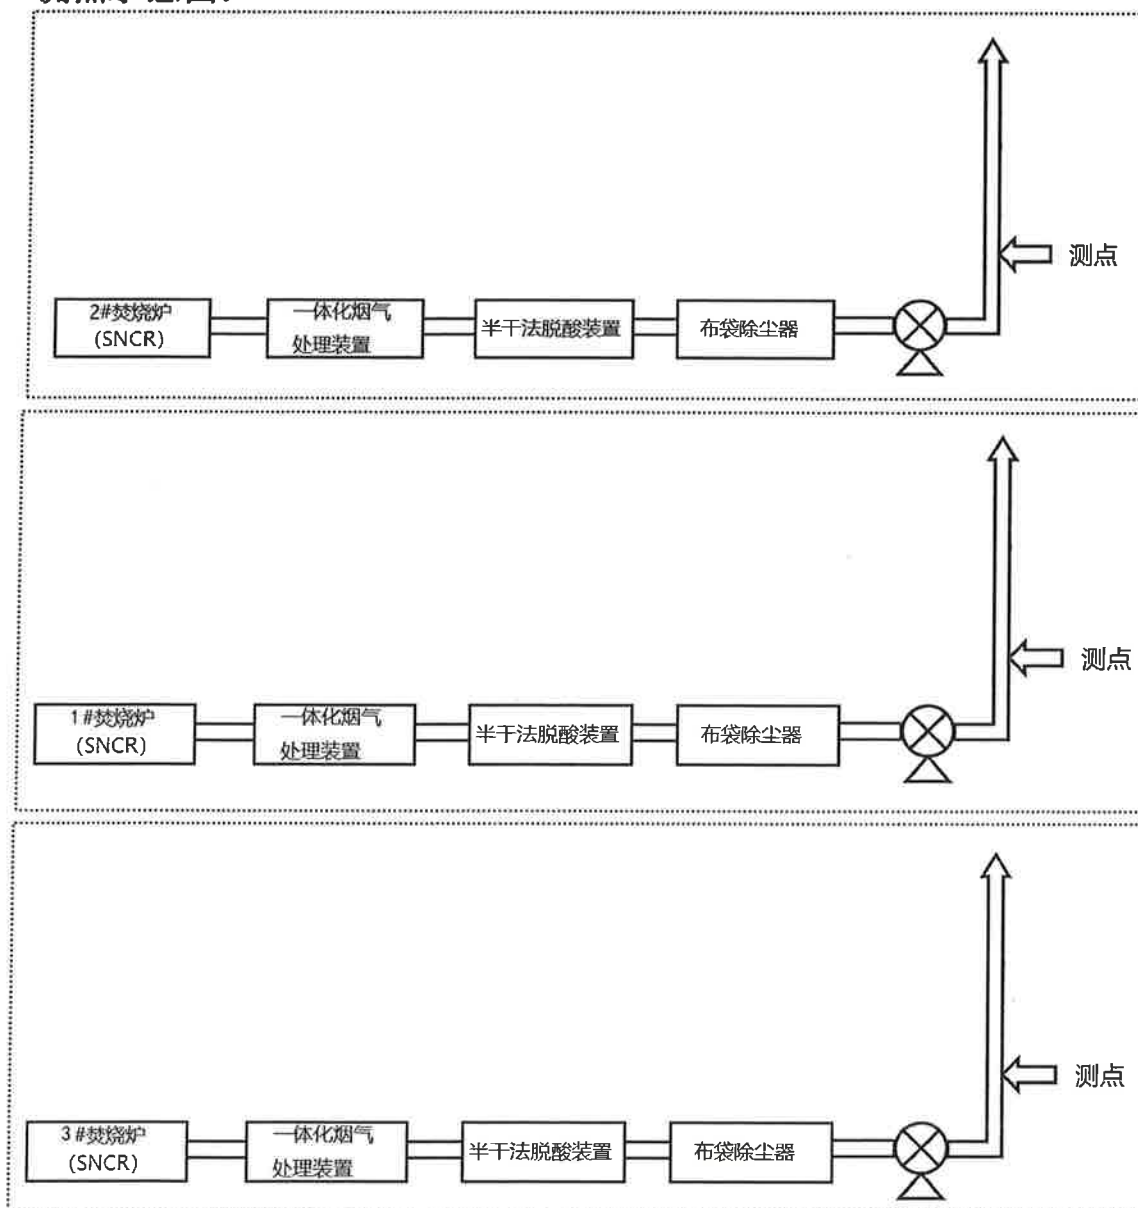 测点
2#焚烧炉
(SNCR)
一体化烟气
处理装置
半干法脱酸装置
布袋除尘器
测点
1#焚烧炉
(SNCR)
一体化烟气
处理装置
半干法脱酸装置
布袋除尘器
测点
3#焚烧炉
(SNCR)
一体化烟气
处理装置
半干法脱酸装置
布袋除尘器